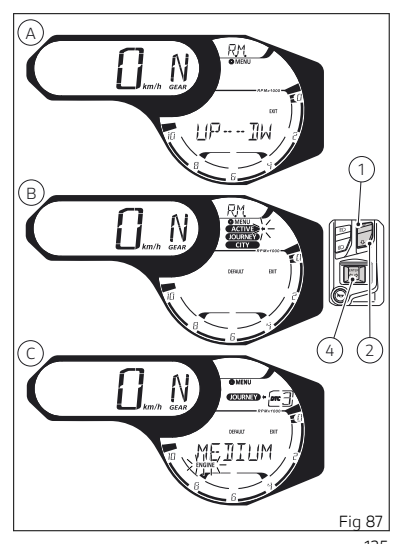 A
0 km/h N GEAR
RM.
MENU
RPM×1000
EXIT
UP---DW
0
2
4
6
8
10
B
0 km/h N GEAR
RM.
MENU
ACTIVE
JOURNEY
CITY
RPM×1000
DEFAULT EXIT
0
2
4
6
8
10
1
4
2
C
0 km/h N GEAR
MENU
JOURNEY DTC 3
RPM×1000
DEFAULT EXIT
MEDIUM
ENGINE
0
2
4
6
8
10
Fig 87